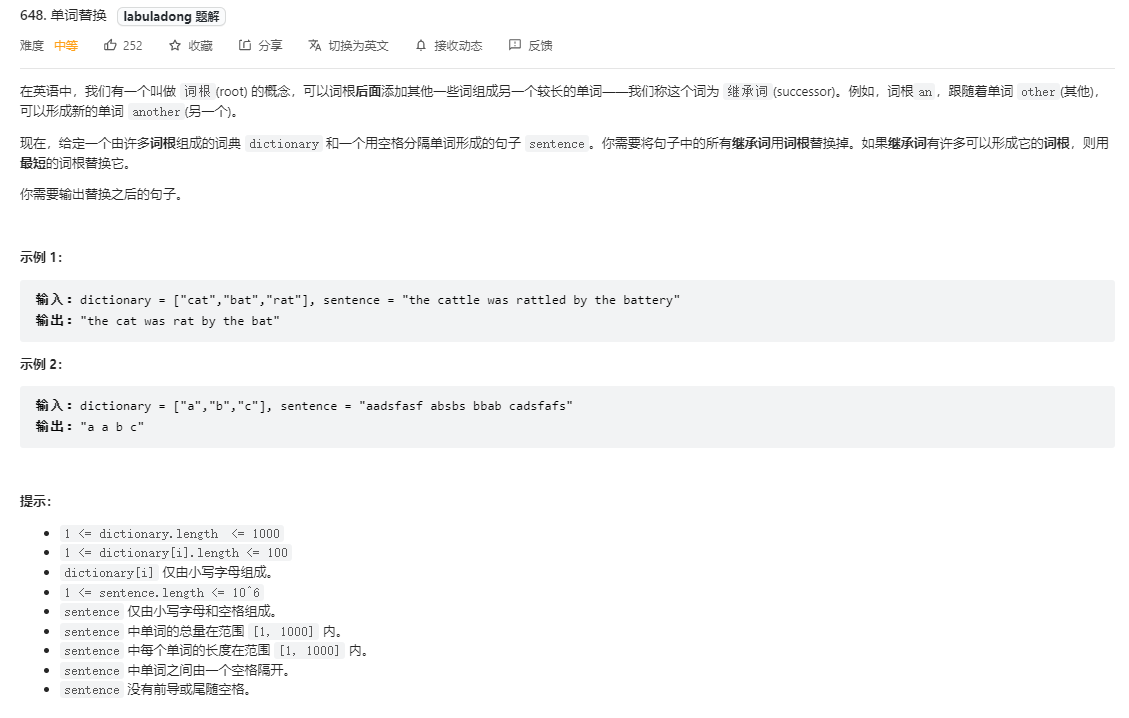 648. 单词替换 labuladong 题解
难度 中等 252 收藏 分享 切换为英文 接收动态 反馈
在英语中，我们有一个叫做 词根(root) 的概念，可以词根后面添加其他一些词组成另一个较长的单词——我们称这个词为 继承词(successor)。例如，词根an，跟随着单词 other(其他)，
可以形成新的单词 another(另一个)。
现在，给定一个由许多词根组成的词典 dictionary 和一个用空格分隔单词形成的句子 sentence。你需要将句子中的所有继承词用词根替换掉。如果继承词有许多可以形成它的词根，则用
最短的词根替换它。
你需要输出替换之后的句子。
示例 1：
输入：dictionary = ["cat","bat","rat"], sentence = "the cattle was rattled by the battery"
输出："the cat was rat by the bat"
示例 2：
输入：dictionary = ["a","b","c"], sentence = "aadsfasf absbs bbab cadsfafs"
输出："a a b c"
提示：
1 <= dictionary.length <= 1000
1 <= dictionary[i].length <= 100
dictionary[i] 仅由小写字母组成。
1 <= sentence.length <= 10^6
sentence 仅由小写字母和空格组成。
sentence 中单词的总量在范围 [1, 1000] 内。
sentence 中每个单词的长度在范围 [1, 1000] 内。
sentence 中单词之间由一个空格隔开。
sentence 没有前导或尾随空格。